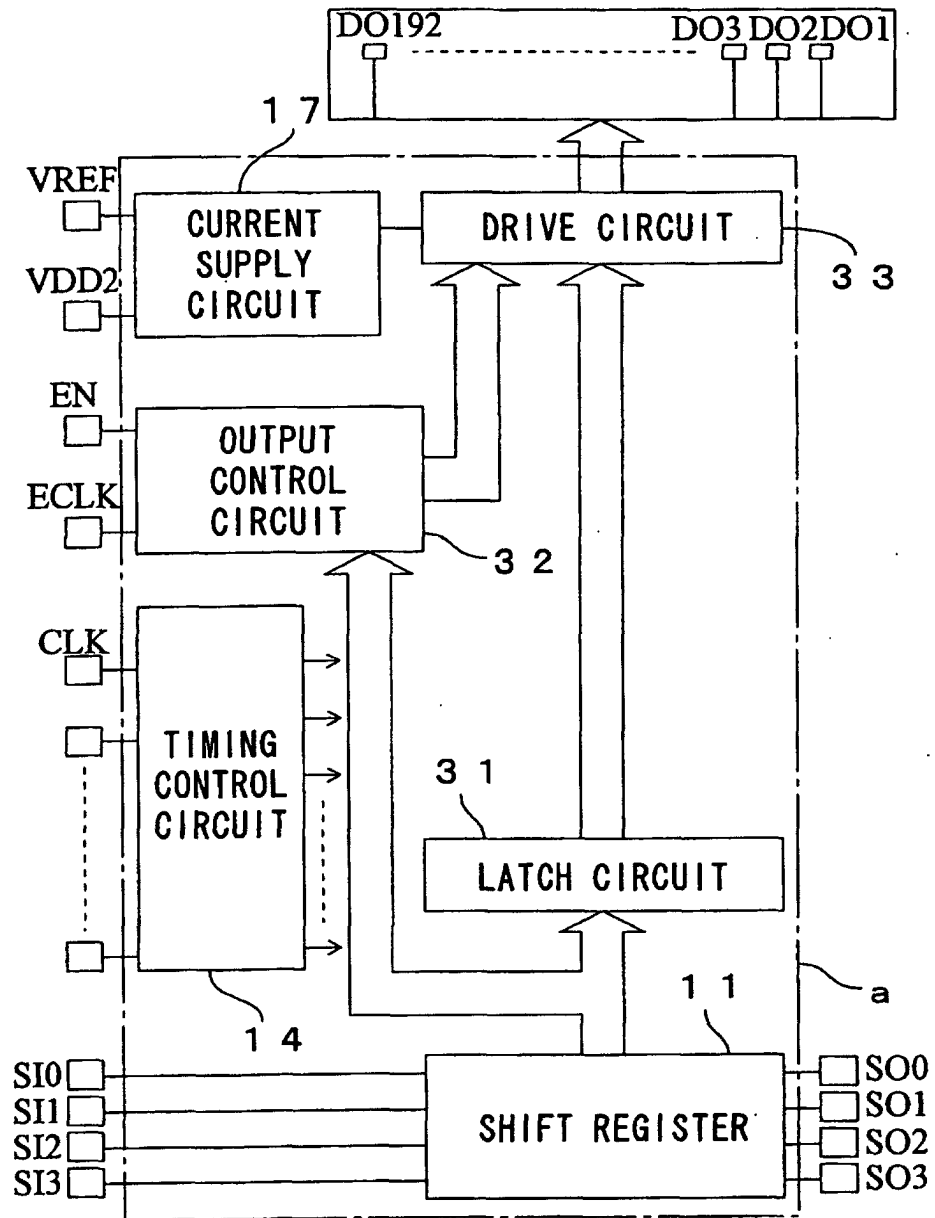 DO192 DO3 DO2 DO1
1 7
VREF
CURRENT
SUPPLY
CIRCUIT
DRIVE CIRCUIT
3 3
VDD2
EN
OUTPUT
CONTROL
CIRCUIT
ECLK
3 2
CLK
TIMING
CONTROL
CIRCUIT
3 1
LATCH CIRCUIT
a
1 4
1 1
SI0
SI1
SI2
SI3
SHIFT REGISTER
SO0
SO1
SO2
SO3